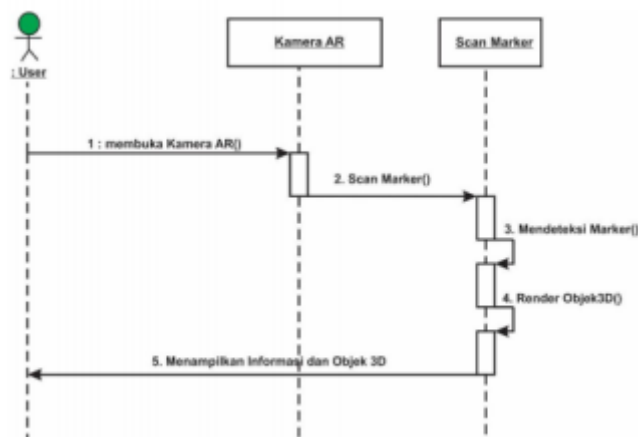 Kamera AR
Scan Marker
: User
1 : membuka Kamera AR()
2. Scan Marker()
3. Mendeteksi Marker()
4. Render Objek3D()
5. Menampilkan Informasi dan Objek 3D